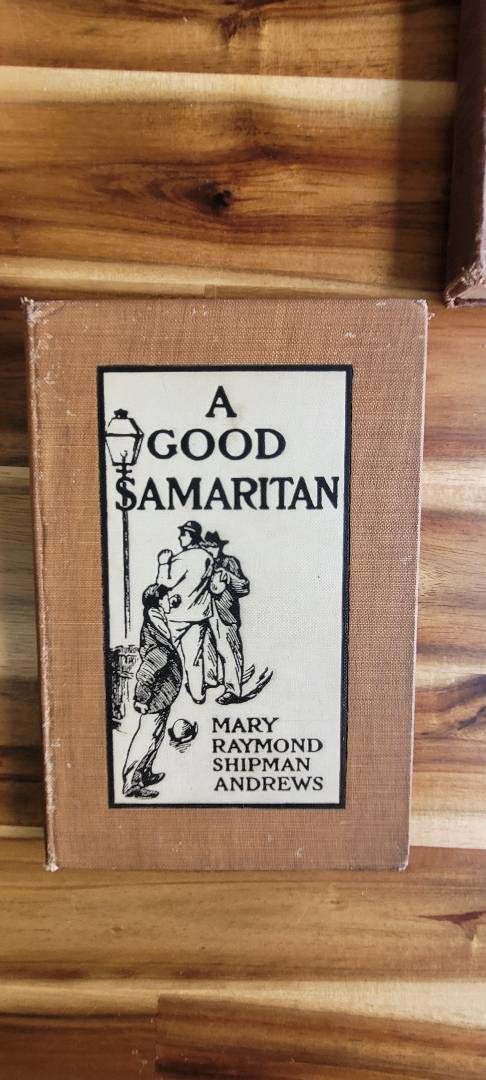 A
GOOD
SAMARITAN
MARY
RAYMOND
SHIPMAN
ANDREWS